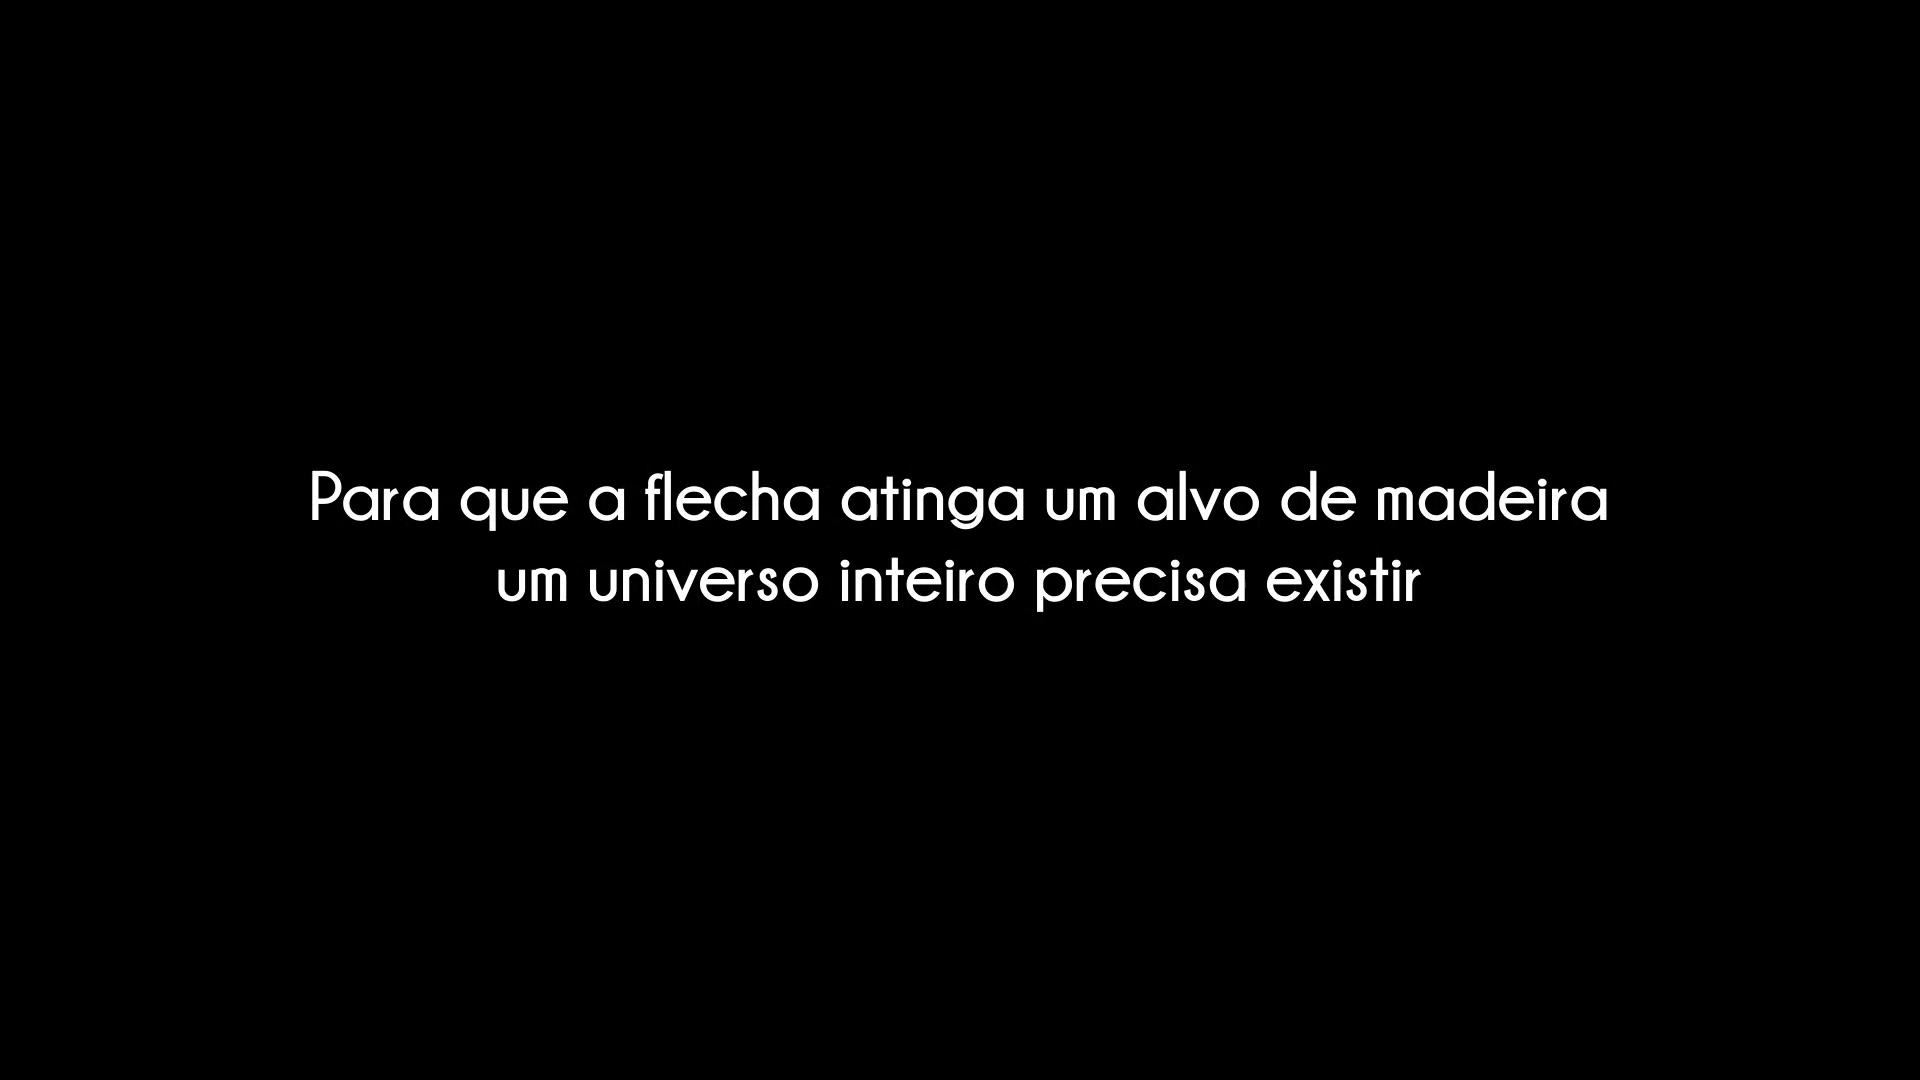 Para que a flecha atinga um alvo de madeira
um universo inteiro precisa existir